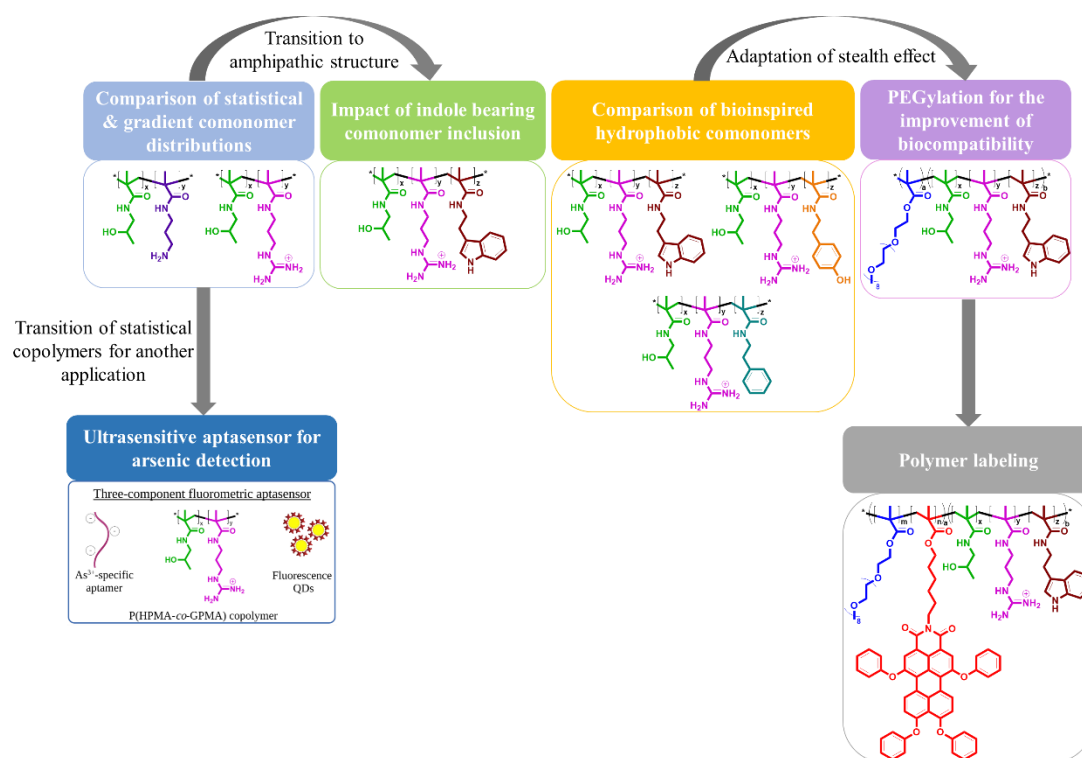 Transition to
amphipathic structure
Adaptation of stealth effect
Comparison of statistical
& gradient comonomer
distributions
Impact of indole bearing
comonomer inclusion
Comparison of bioinspired
hydrophobic comonomers
PEGylation for the
improvement of
biocompatibility
Transition of statistical
copolymers for another
application
Ultrasensitive aptasensor for
arsenic detection
Three-component fluorometric aptasensor
As³⁺-specific
aptamer
Fluorescence
QDs
P(HPMA-co-GPMA) copolymer
Polymer labeling